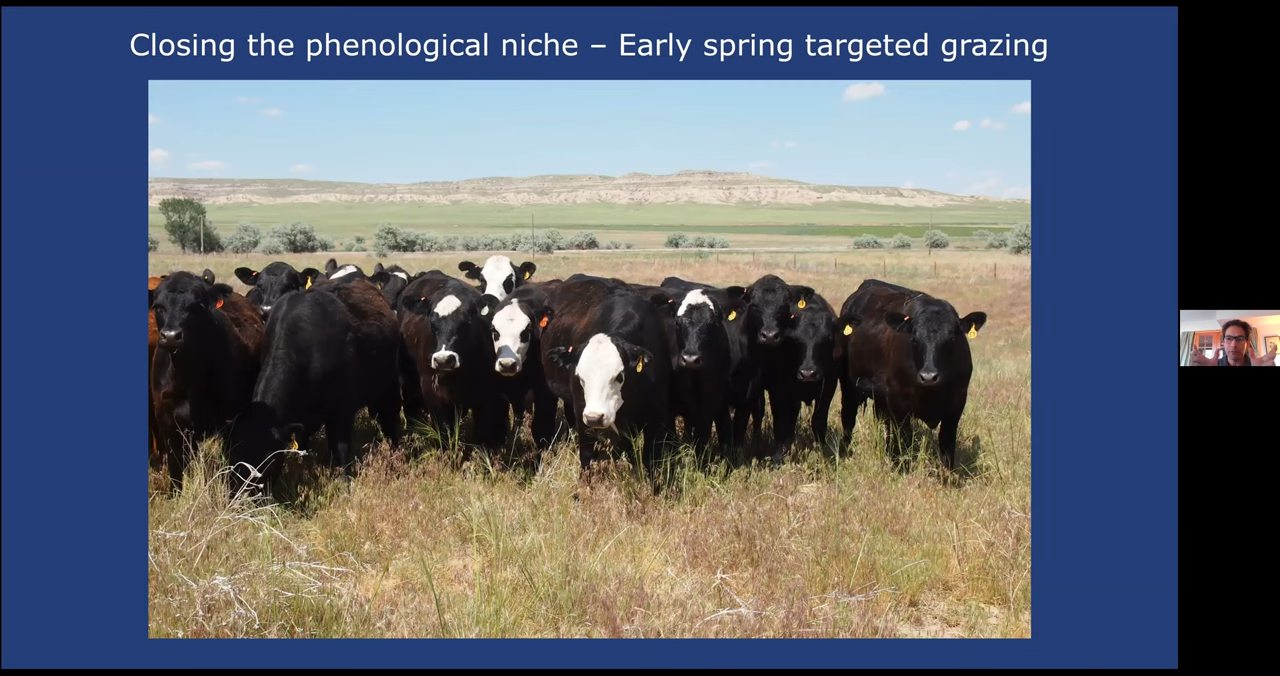 Closing the phenological niche – Early spring targeted grazing